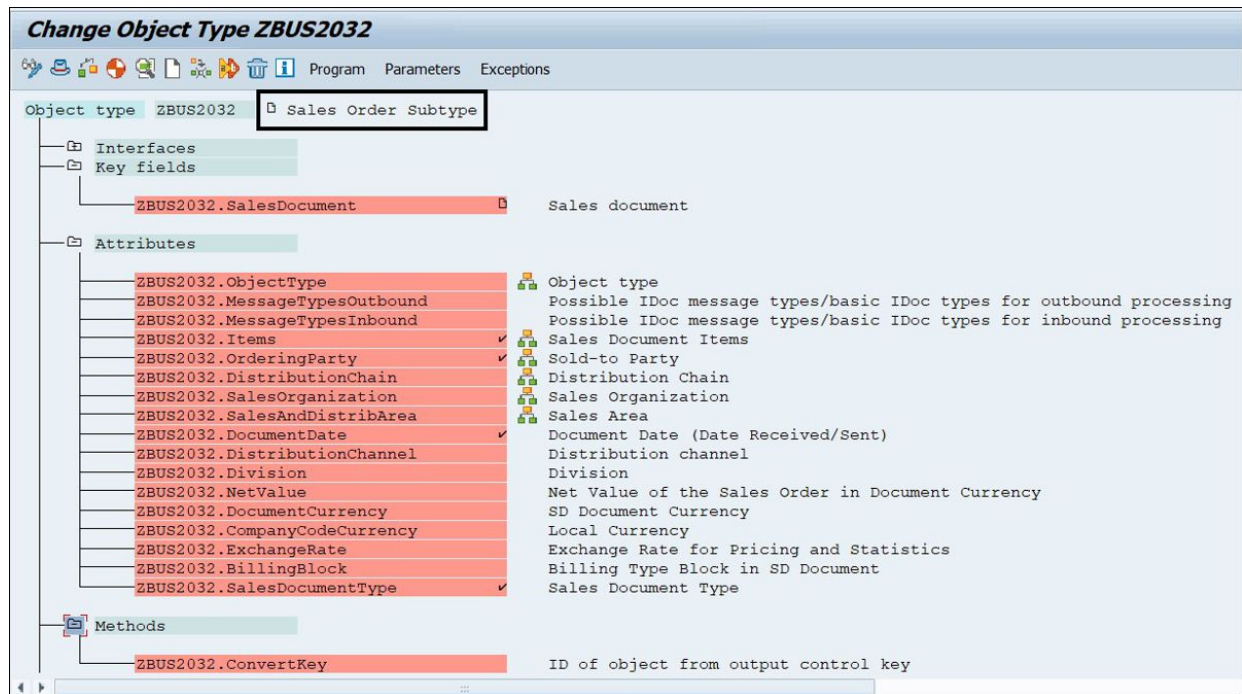 Change Object Type ZBUS2032
Program Parameters Exceptions
Object type ZBUS2032 Sales Order Subtype
Interfaces
Key fields
ZBUS2032.SalesDocument Sales document
Attributes
ZBUS2032.ObjectType Object type
ZBUS2032.MessageTypesOutbound Possible IDoc message types/basic IDoc types for outbound processing
ZBUS2032.MessageTypesInbound Possible IDoc message types/basic IDoc types for inbound processing
ZBUS2032.Items Sales Document Items
ZBUS2032.OrderingParty Sold-to Party
ZBUS2032.DistributionChain Distribution Chain
ZBUS2032.SalesOrganization Sales Organization
ZBUS2032.SalesAndDistribArea Sales Area
ZBUS2032.DocumentDate Document Date (Date Received/Sent)
ZBUS2032.DistributionChannel Distribution channel
ZBUS2032.Division Division
ZBUS2032.NetValue Net Value of the Sales Order in Document Currency
ZBUS2032.DocumentCurrency SD Document Currency
ZBUS2032.CompanyCodeCurrency Local Currency
ZBUS2032.ExchangeRate Exchange Rate for Pricing and Statistics
ZBUS2032.BillingBlock Billing Type Block in SD Document
ZBUS2032.SalesDocumentType Sales Document Type
Methods
ZBUS2032.ConvertKey ID of object from output control key